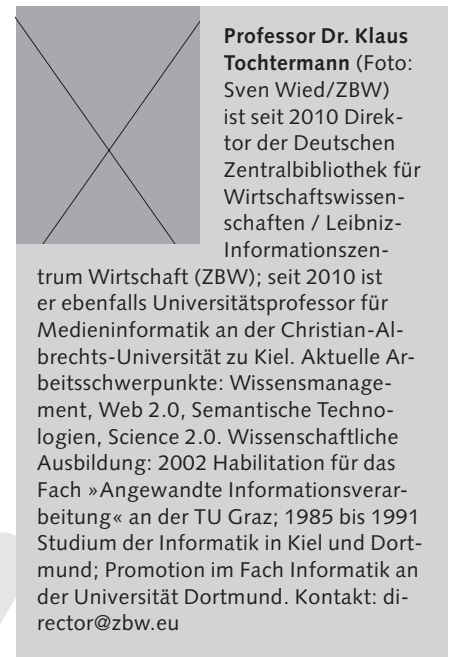 Professor Dr. Klaus
Tochtermann (Foto:
Sven Wied/ZBW)
ist seit 2010 Direk-
tor der Deutschen
Zentralbibliothek für
Wirtschaftswissen-
schaften / Leibniz-
Informationszen-
trum Wirtschaft (ZBW); seit 2010 ist
er ebenfalls Universitätsprofessor für
Medieninformatik an der Christian-Al-
brechts-Universität zu Kiel. Aktuelle Ar-
beitsschwerpunkte: Wissensmanage-
ment, Web 2.0, Semantische Techno-
logien, Science 2.0. Wissenschaftliche
Ausbildung: 2002 Habilitation für das
Fach »Angewandte Informationsverar-
beitung« an der TU Graz; 1985 bis 1991
Studium der Informatik in Kiel und Dort-
mund; Promotion im Fach Informatik an
der Universität Dortmund. Kontakt: di-
rector@zbw.eu